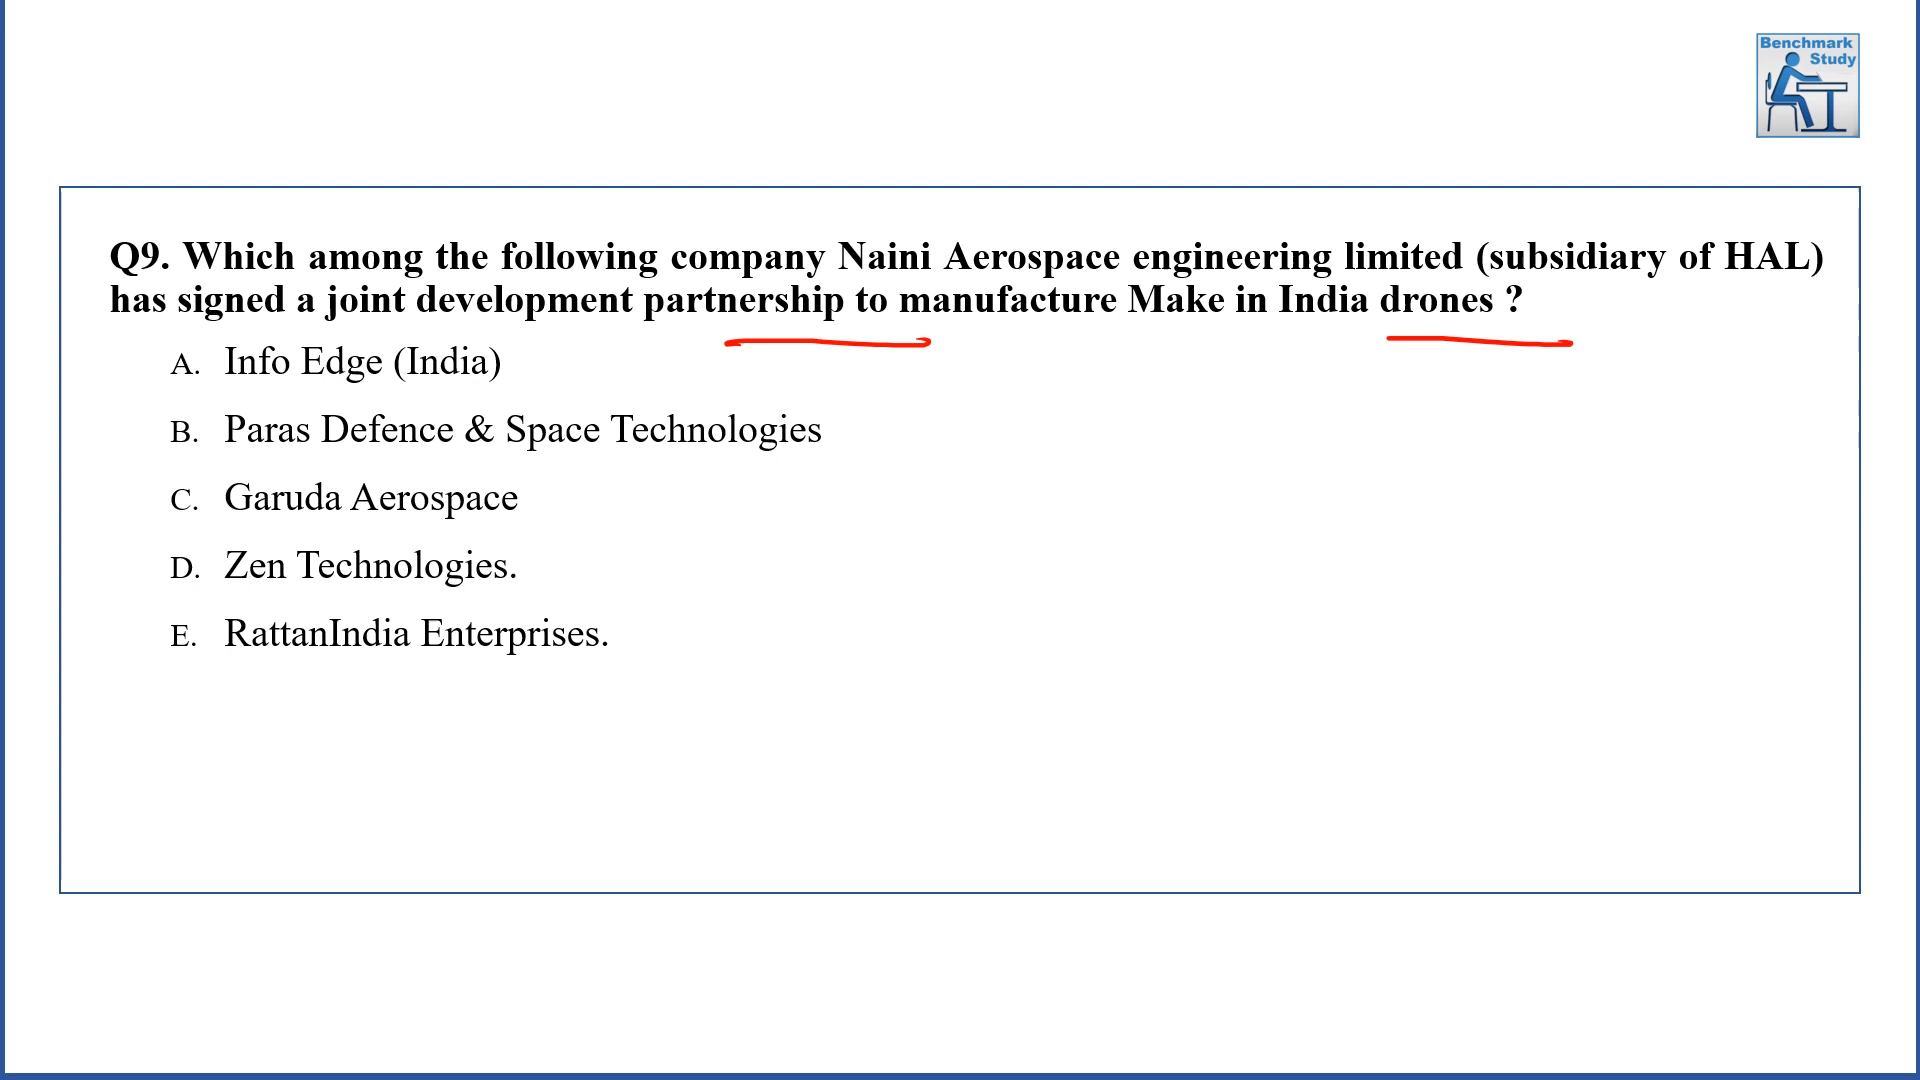 Benchmark
Study
Q9. Which among the following company Naini Aerospace engineering limited (subsidiary of HAL)
has signed a joint development partnership to manufacture Make in India drones ?
A. Info Edge (India)
B. Paras Defence & Space Technologies
C. Garuda Aerospace
D. Zen Technologies.
E. RattanIndia Enterprises.